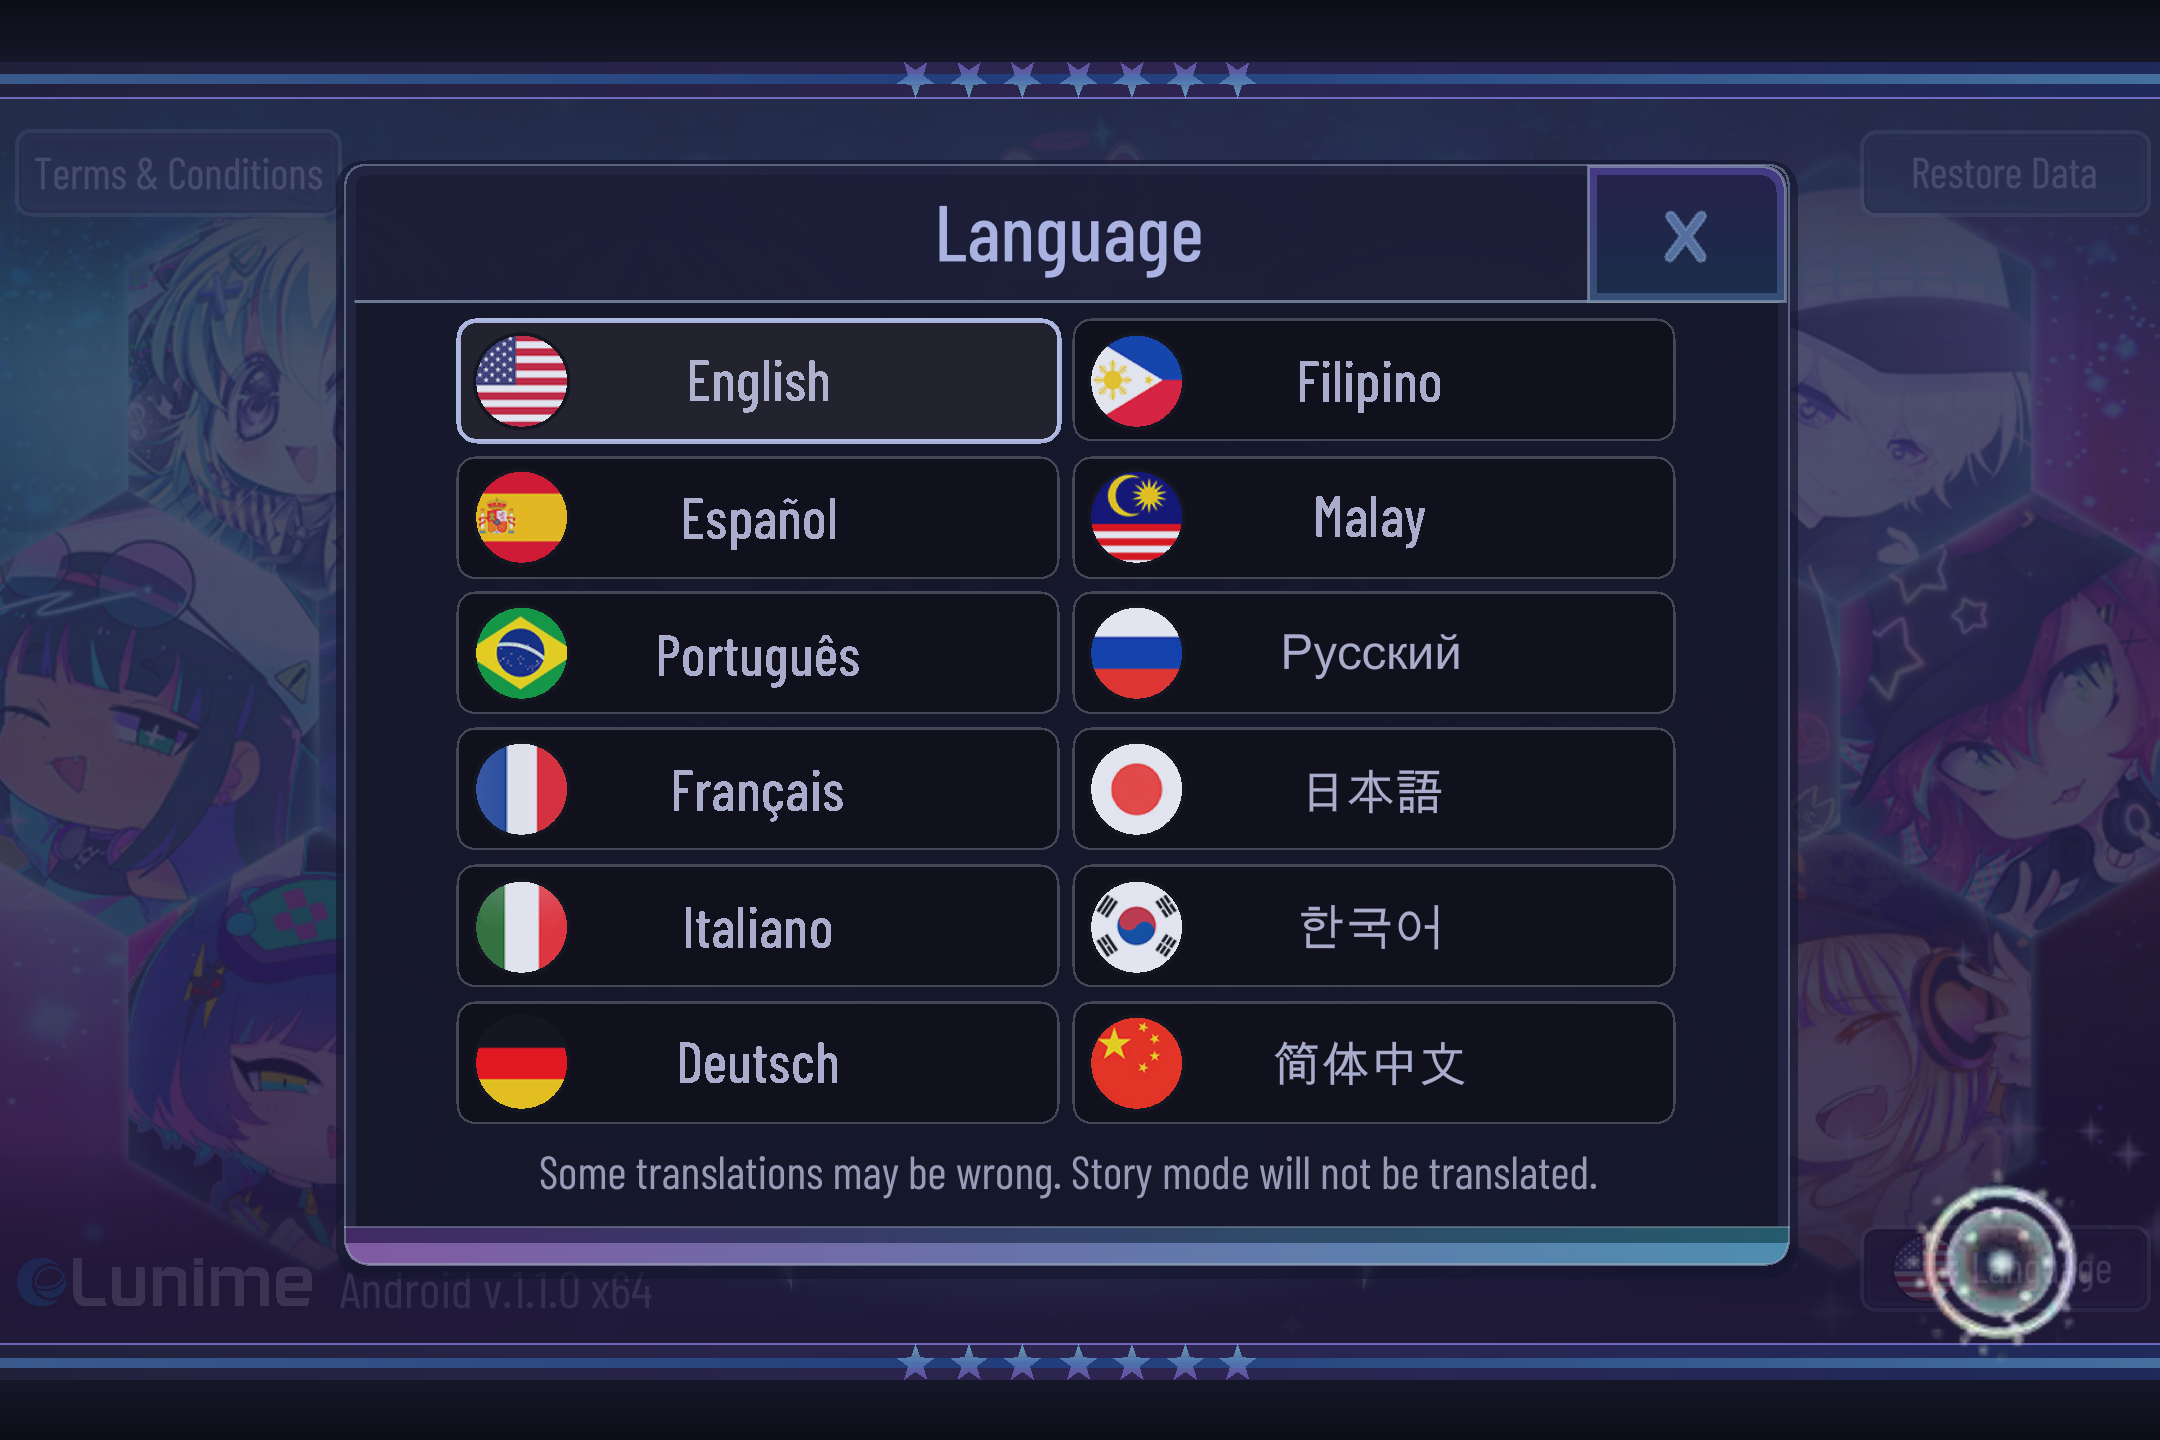 Terms & Conditions
Restore Data
Language
X
English
Filipino
Español
Malay
Português
Русский
Français
日本語
Italiano
한국어
Deutsch
简体中文
Some translations may be wrong. Story mode will not be translated.
Lunime
Android v.1.1.0 x64
Language